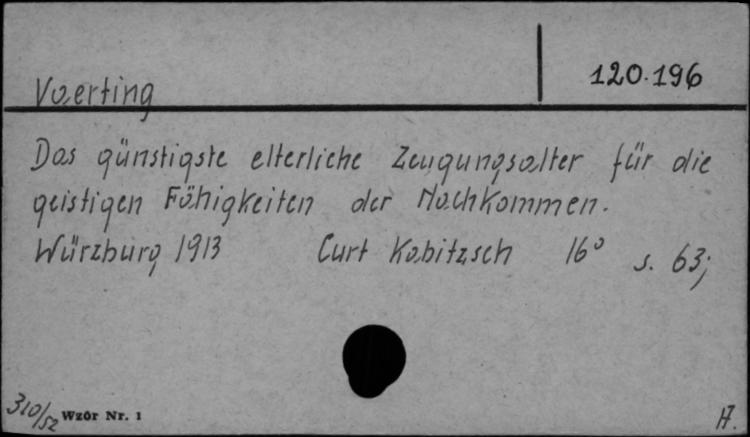 Vaerting
120.196
Das günstigste elterliche Zeugungsalter für die
geistigen Fähigkeiten der Nachkommen.
Würzburg 1913 Curt Kabitzsch 16° s. 63;
310/52 Wzór Nr. 1
H.